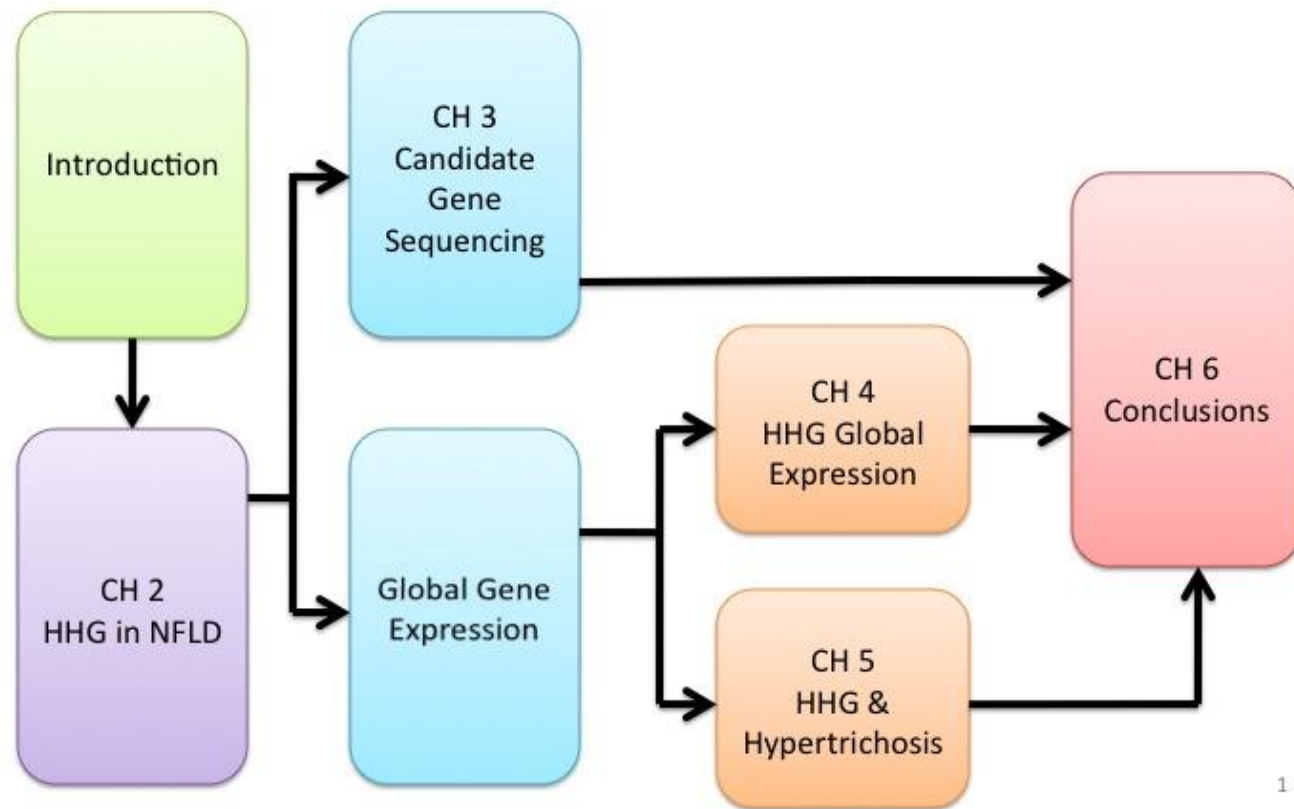 Introduction
CH 2
HHG in NFLD
CH 3
Candidate
Gene
Sequencing
Global Gene
Expression
CH 4
HHG Global
Expression
CH 5
HHG &
Hypertrichosis
CH 6
Conclusions
1